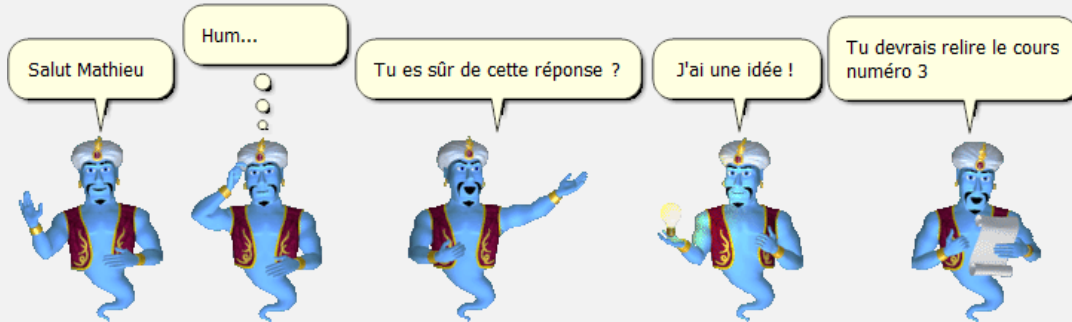 Salut Mathieu
Hum...
Tu es sûr de cette réponse ?
J'ai une idée !
Tu devrais relire le cours
numéro 3